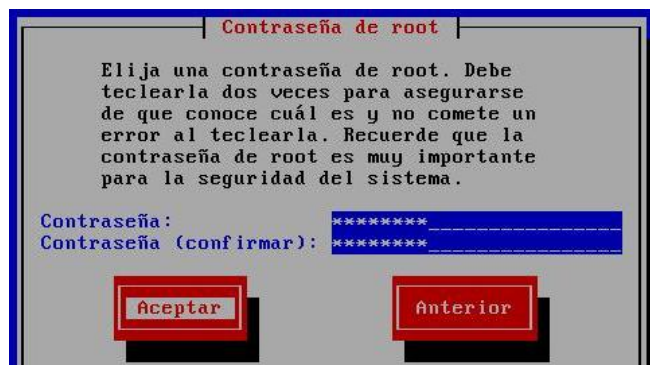 Contraseña de root
Elija una contraseña de root. Debe
teclearla dos veces para asegurarse
de que conoce cuál es y no comete un
error al teclearla. Recuerde que la
contraseña de root es muy importante
para la seguridad del sistema.
Contraseña: ********
Contraseña (confirmar): ********
Aceptar Anterior